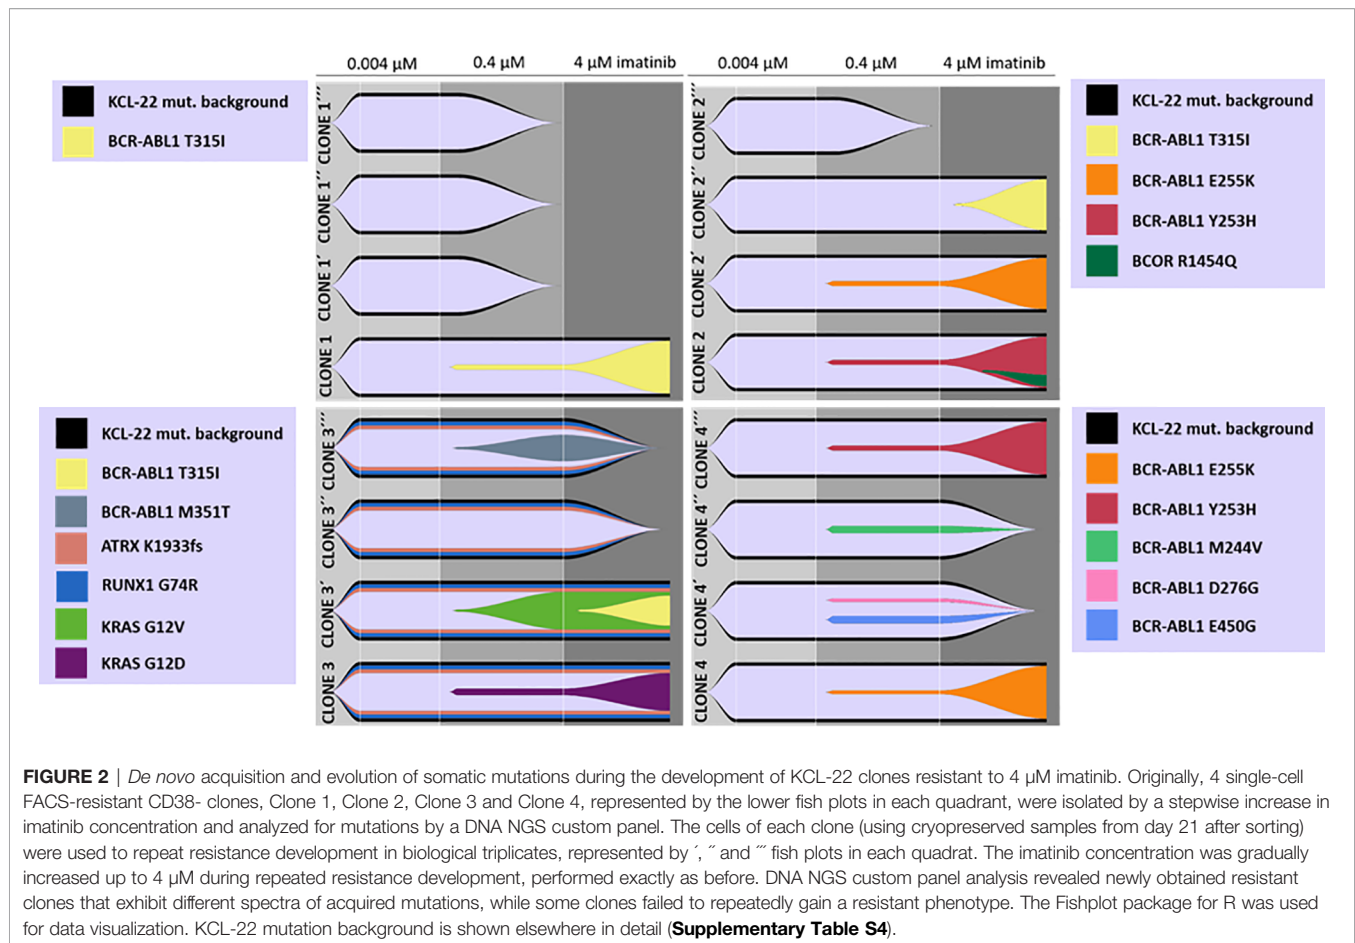 0.004 µM 0.4 µM 4 µM imatinib
KCL-22 mut. background
BCR-ABL1 T315I
CLONE 1´´´
CLONE 1´´
CLONE 1´
CLONE 1
0.004 µM 0.4 µM 4 µM imatinib
CLONE 2´´´
CLONE 2´´
CLONE 2´
CLONE 2
KCL-22 mut. background
BCR-ABL1 T315I
BCR-ABL1 E255K
BCR-ABL1 Y253H
BCOR R1454Q
KCL-22 mut. background
BCR-ABL1 T315I
BCR-ABL1 M351T
ATRX K1933fs
RUNX1 G74R
KRAS G12V
KRAS G12D
CLONE 3´´´
CLONE 3´´
CLONE 3´
CLONE 3
CLONE 4´´´
CLONE 4´´
CLONE 4´
CLONE 4
KCL-22 mut. background
BCR-ABL1 E255K
BCR-ABL1 Y253H
BCR-ABL1 M244V
BCR-ABL1 D276G
BCR-ABL1 E450G
FIGURE 2 | De novo acquisition and evolution of somatic mutations during the development of KCL-22 clones resistant to 4 µM imatinib. Originally, 4 single-cell
FACS-resistant CD38- clones, Clone 1, Clone 2, Clone 3 and Clone 4, represented by the lower fish plots in each quadrant, were isolated by a stepwise increase in
imatinib concentration and analyzed for mutations by a DNA NGS custom panel. The cells of each clone (using cryopreserved samples from day 21 after sorting)
were used to repeat resistance development in biological triplicates, represented by ´, ˝ and ˝´ fish plots in each quadrat. The imatinib concentration was gradually
increased up to 4 µM during repeated resistance development, performed exactly as before. DNA NGS custom panel analysis revealed newly obtained resistant
clones that exhibit different spectra of acquired mutations, while some clones failed to repeatedly gain a resistant phenotype. The Fishplot package for R was used
for data visualization. KCL-22 mutation background is shown elsewhere in detail (Supplementary Table S4).